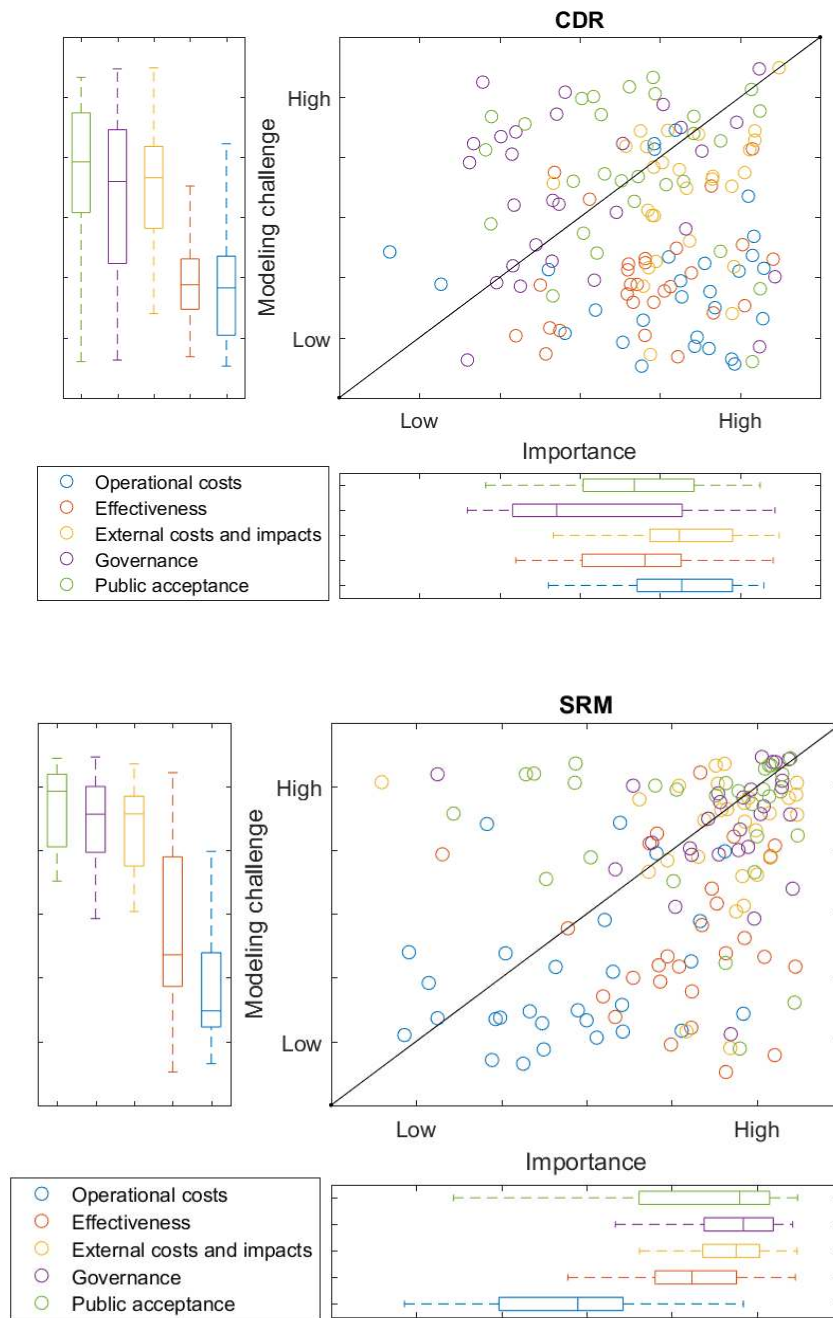 CDR
High
Modeling challenge
Low
Low
High
Importance
Operational costs
Effectiveness
External costs and impacts
Governance
Public acceptance
SRM
High
Modeling challenge
Low
Low
High
Importance
Operational costs
Effectiveness
External costs and impacts
Governance
Public acceptance